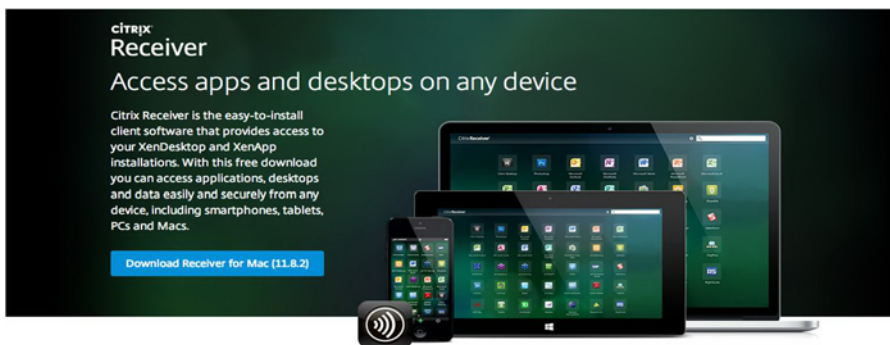 CITRIX
Receiver
Access apps and desktops on any device
Citrix Receiver is the easy-to-install
client software that provides access to
your XenDesktop and XenApp
installations. With this free download
you can access applications, desktops
and data easily and securely from any
device, including smartphones, tablets,
PCs and Macs.
Download Receiver for Mac (11.8.2)
Citrix Receiver